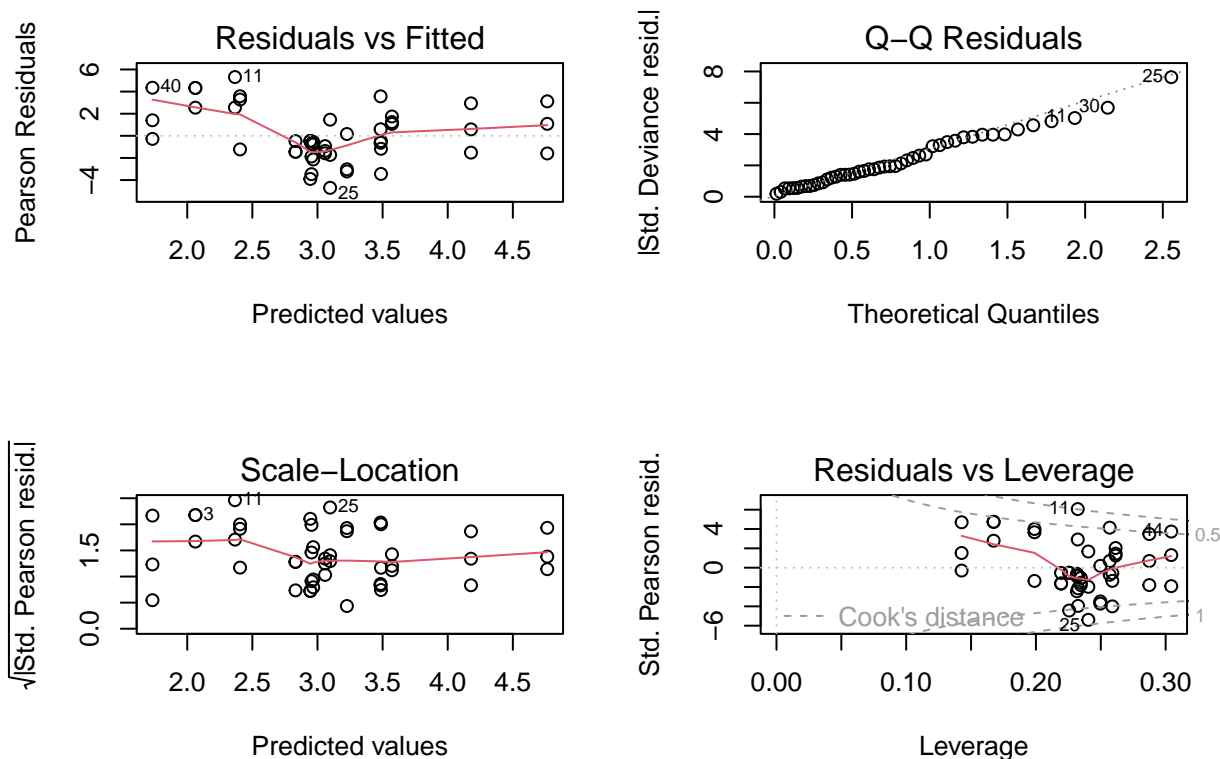 Residuals vs Fitted
Pearson Residuals
6
2
−4
40
11
25
2.0 2.5 3.0 3.5 4.0 4.5
Predicted values
Q−Q Residuals
|Std. Deviance resid.|
8
4
0
25
30
11
0.0 0.5 1.0 1.5 2.0 2.5
Theoretical Quantiles
Scale−Location
√|Std. Pearson resid.|
1.5
0.0
3
11
25
2.0 2.5 3.0 3.5 4.0 4.5
Predicted values
Residuals vs Leverage
Std. Pearson resid.
4
0
−6
11
44
25
0.5
1
Cook's distance
0.00 0.10 0.20 0.30
Leverage